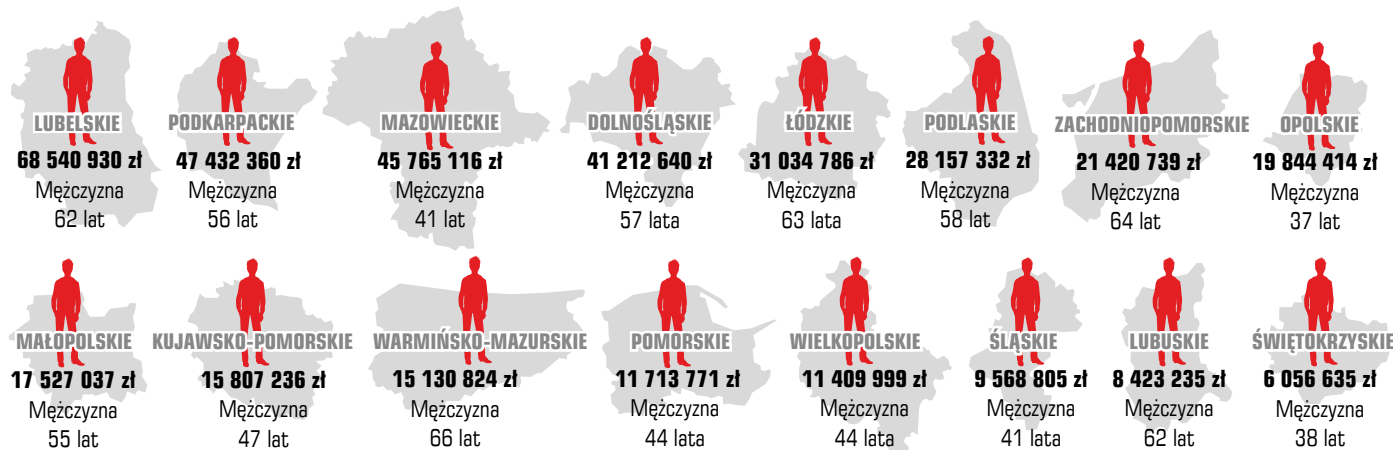 LUBELSKIE
68 540 930 zł
Mężczyzna
62 lat
PODKARPACKIE
47 432 360 zł
Mężczyzna
56 lat
MAZOWIECKIE
45 765 116 zł
Mężczyzna
41 lat
DOLNOŚLĄSKIE
41 212 640 zł
Mężczyzna
57 lata
ŁÓDZKIE
31 034 786 zł
Mężczyzna
63 lata
PODLASKIE
28 157 332 zł
Mężczyzna
58 lat
ZACHODNIOPOMORSKIE
21 420 739 zł
Mężczyzna
64 lat
OPOLSKIE
19 844 414 zł
Mężczyzna
37 lat
MAŁOPOLSKIE
17 527 037 zł
Mężczyzna
55 lat
KUJAWSKO-POMORSKIE
15 807 236 zł
Mężczyzna
47 lat
WARMIŃSKO-MAZURSKIE
15 130 824 zł
Mężczyzna
66 lat
POMORSKIE
11 713 771 zł
Mężczyzna
44 lata
WIELKOPOLSKIE
11 409 999 zł
Mężczyzna
44 lata
ŚLĄSKIE
9 568 805 zł
Mężczyzna
41 lata
LUBUSKIE
8 423 235 zł
Mężczyzna
62 lat
ŚWIĘTOKRZYSKIE
6 056 635 zł
Mężczyzna
38 lat